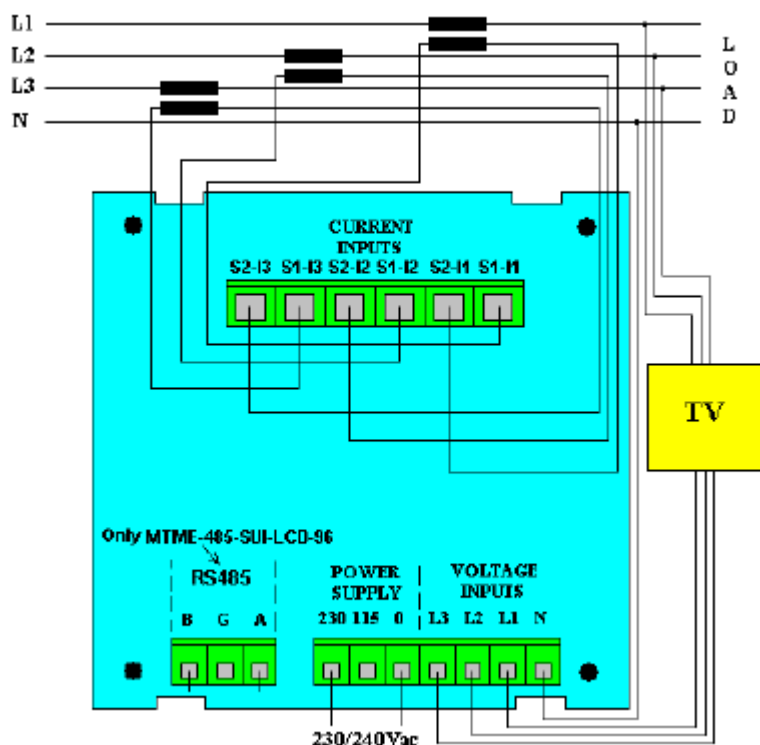 L1
L2
L3
N
L
O
A
D
CURRENT
INPUTS
S2-I3 S1-I3 S2-I2 S1-I2 S2-I1 S1-I1
TV
Only MTME-485-SUI-LCD-96
RS485
B G A
POWER
SUPPLY
230 115 0
VOLTAGE
INPUTS
L3 L2 L1 N
230/240Vac